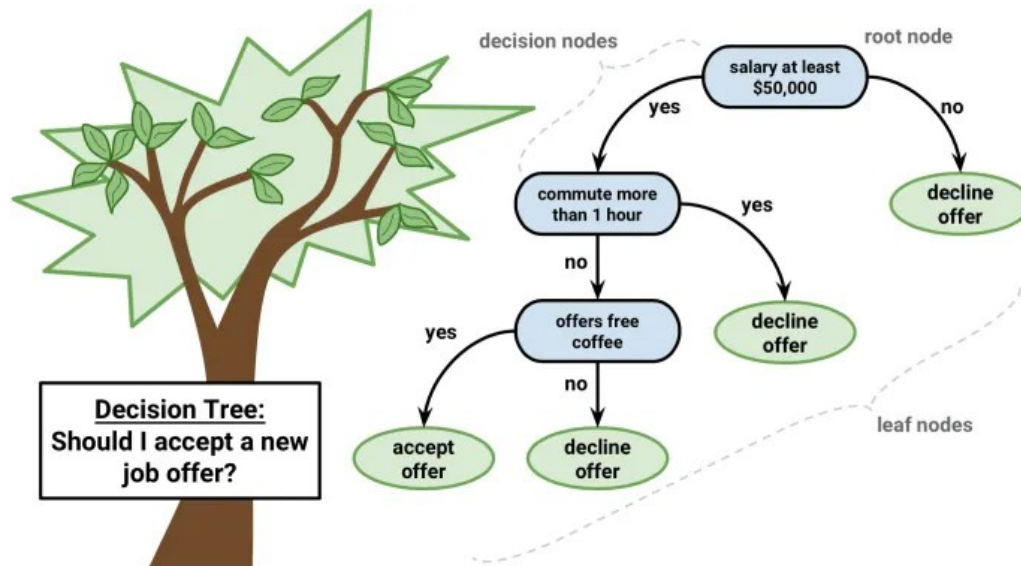 decision nodes
root node
salary at least
$50,000
yes
no
commute more
than 1 hour
decline
offer
yes
no
offers free
coffee
decline
offer
yes
no
Decision Tree:
Should I accept a new
job offer?
accept
offer
decline
offer
leaf nodes